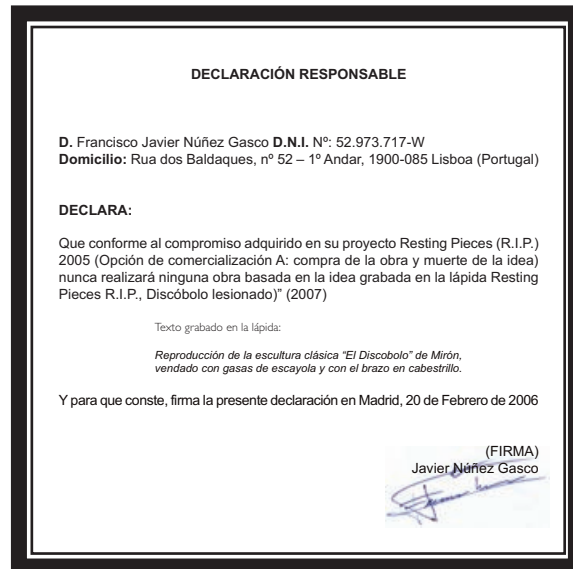 DECLARACIÓN RESPONSABLE
D. Francisco Javier Núñez Gasco D.N.I. Nº: 52.973.717-W
Domicilio: Rua dos Baldaques, nº 52 – 1º Andar, 1900-085 Lisboa (Portugal)
DECLARA:
Que conforme al compromiso adquirido en su proyecto Resting Pieces (R.I.P.)
2005 (Opción de comercialización A: compra de la obra y muerte de la idea)
nunca realizará ninguna obra basada en la idea grabada en la lápida Resting
Pieces R.I.P., Discóbolo lesionado)” (2007)
Texto grabado en la lápida:
Reproducción de la escultura clásica “El Discobolo” de Mirón,
vendado con gasas de escayola y con el brazo en cabestrillo.
Y para que conste, firma la presente declaración en Madrid, 20 de Febrero de 2006
(FIRMA)
Javier Núñez Gasco